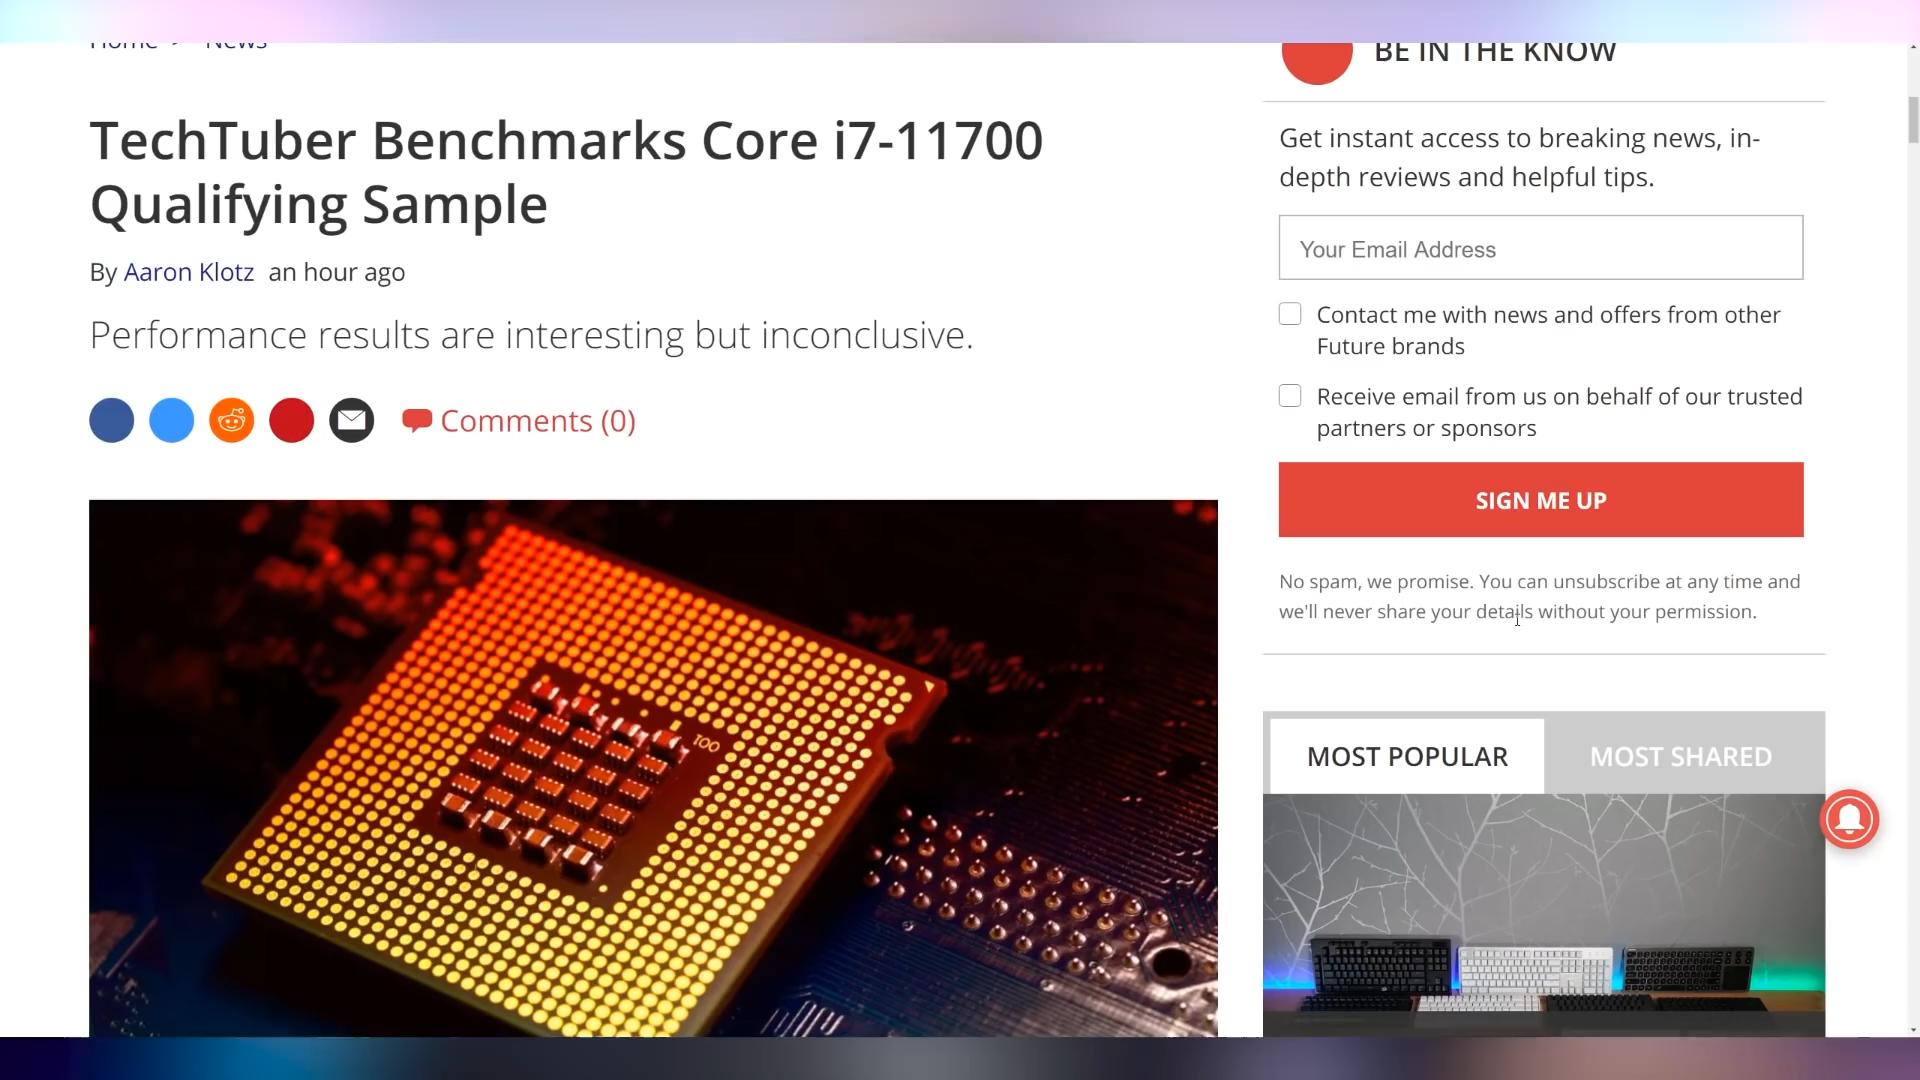 Home > News
TechTuber Benchmarks Core i7-11700
Qualifying Sample
By Aaron Klotz an hour ago
Performance results are interesting but inconclusive.
Comments (0)
TOO
BE IN THE KNOW
Get instant access to breaking news, in-
depth reviews and helpful tips.
Your Email Address
Contact me with news and offers from other
Future brands
Receive email from us on behalf of our trusted
partners or sponsors
SIGN ME UP
No spam, we promise. You can unsubscribe at any time and
we'll never share your details without your permission.
MOST POPULAR
MOST SHARED